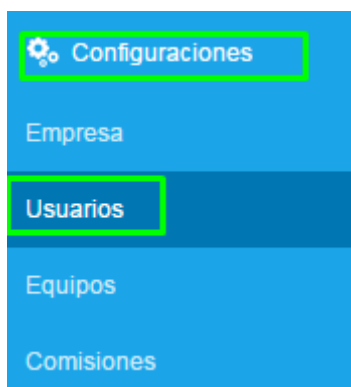 Configuraciones
Empresa
Usuarios
Equipos
Comisiones